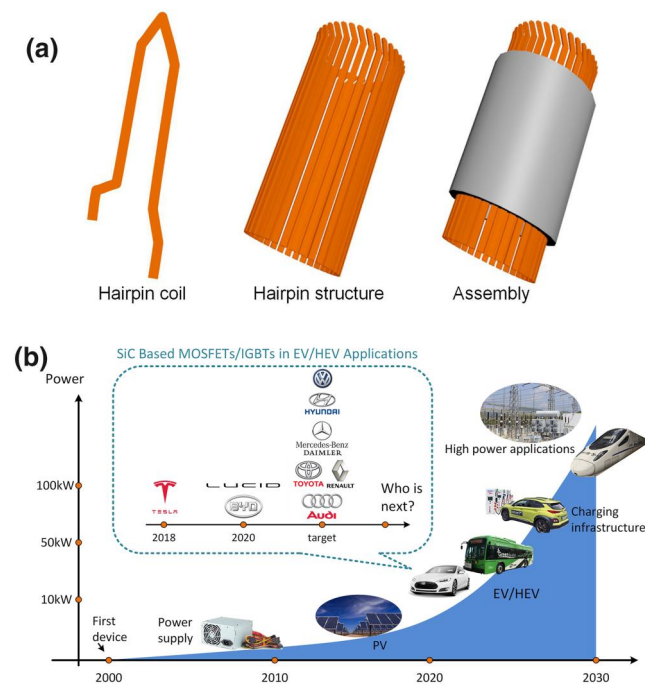 (a)
Hairpin coil
Hairpin structure
Assembly
(b)
SiC Based MOSFETs/IGBTs in EV/HEV Applications
Power
HYUNDAI
Mercedes-Benz
DAIMLER
High power applications
100kW
TESLA
LUCID
BYD
TOYOTA
RENAULT
Audi
Who is
next?
2018
2020
target
Charging
infrastructure
50kW
10kW
EV/HEV
First
device
Power
supply
PV
2000
2010
2020
2030